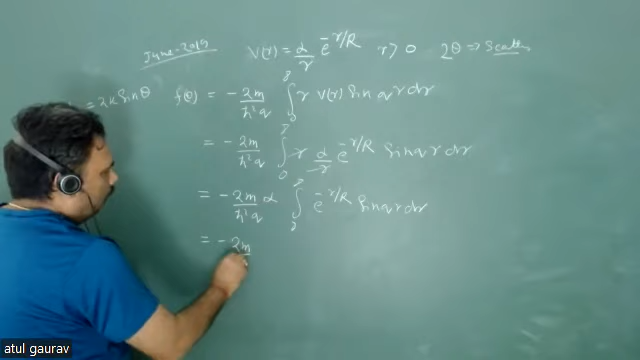 June-2019 V(r) = α/r e^{-r/R} r > 0 2θ ⇒ Scatt
= 2k Sinθ f(θ) = - 2m/ħ²q ∫₀^∞ r V(r) Sin qr dr
= - 2m/ħ²q ∫₀^∞ r α/r e^{-r/R} Sin qr dr
= - 2m/ħ²q α ∫₀^∞ e^{-r/R} Sin qr dr
= - 2m
atul gaurav